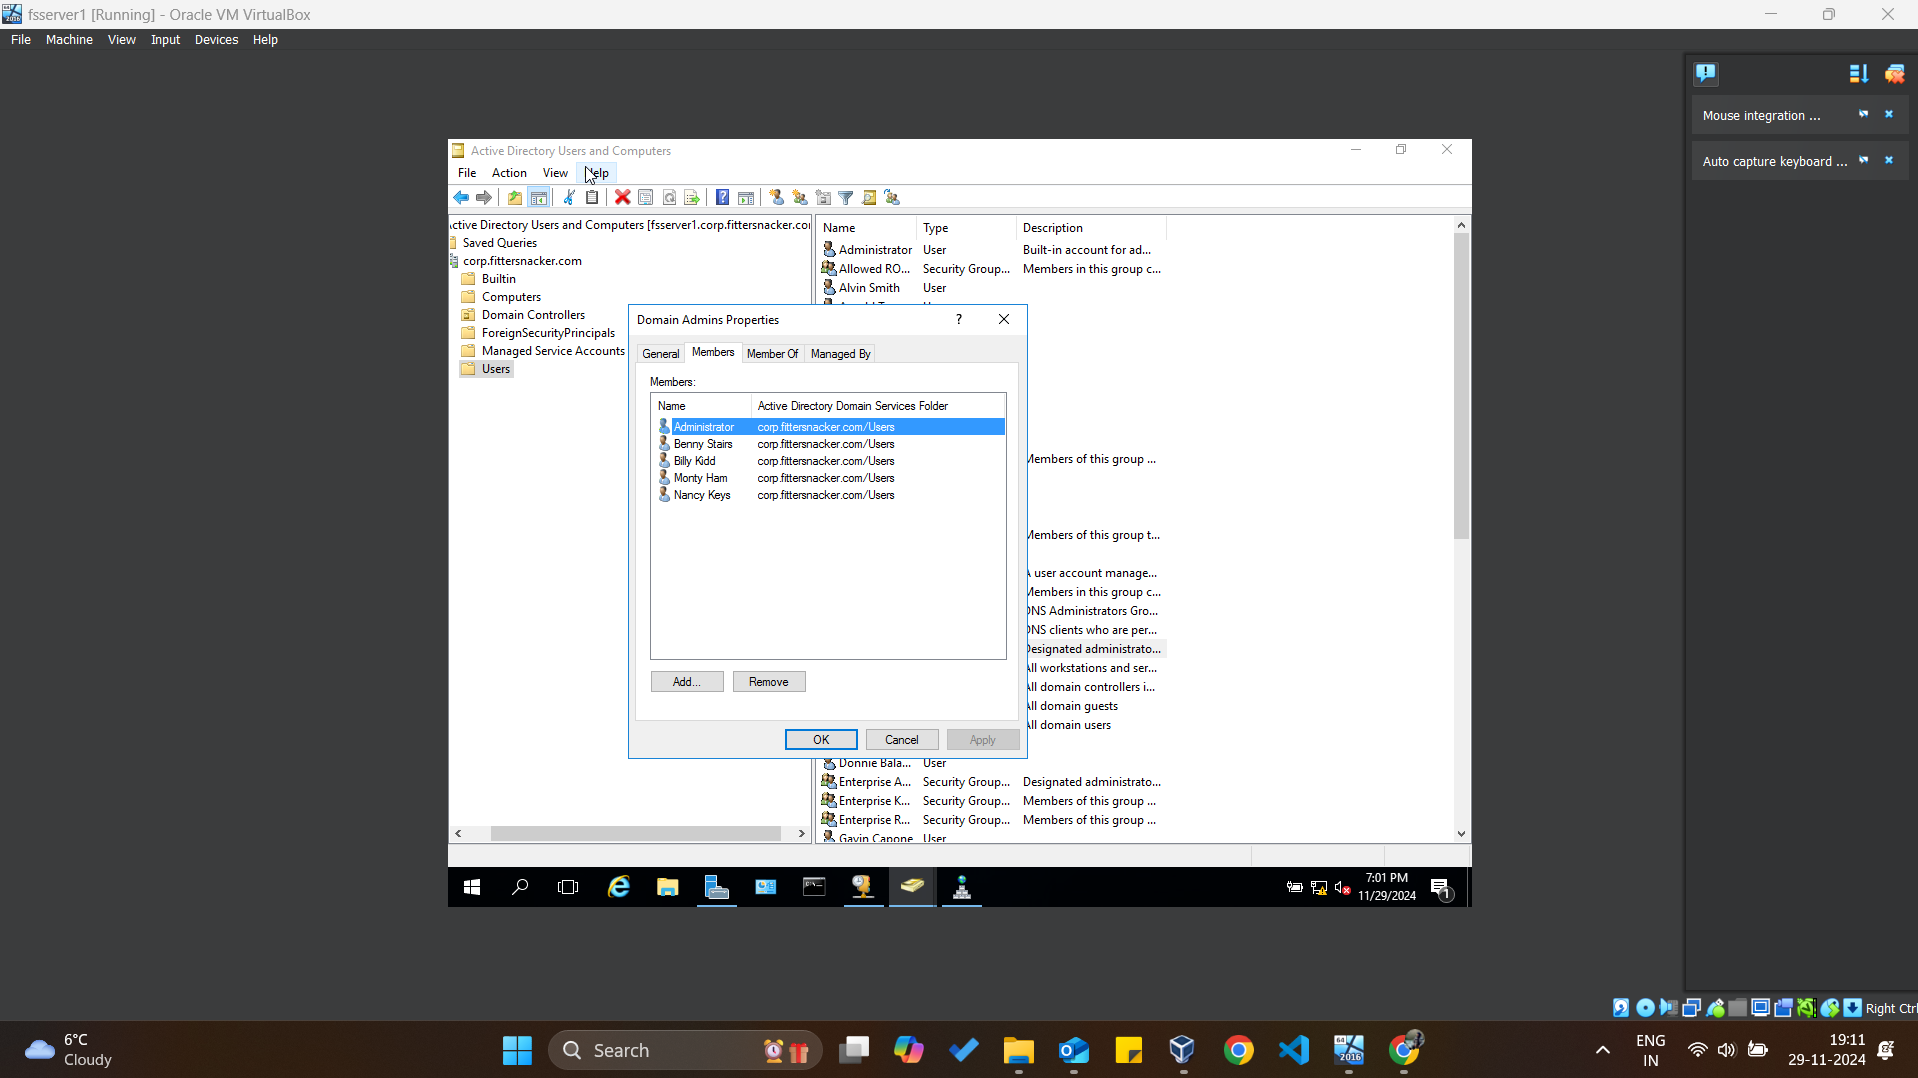 fsserver1 [Running] - Oracle VM VirtualBox
File Machine View Input Devices Help
Mouse integration ...
Auto capture keyboard ...
Active Directory Users and Computers
File Action View Help
ctive Directory Users and Computers [fsserver1.corp.fittersnacker.co
Saved Queries
corp.fittersnacker.com
Builtin
Computers
Domain Controllers
ForeignSecurityPrincipals
Managed Service Accounts
Users
Name Type Description
Administrator User Built-in account for ad...
Allowed RO... Security Group... Members in this group c...
Alvin Smith User
Members of this group ...
Members of this group t...
A user account manage...
Members in this group c...
DNS Administrators Gro...
DNS clients who are per...
Designated administrato...
All workstations and ser...
All domain controllers i...
All domain guests
All domain users
Donnie Bala... User
Enterprise A... Security Group... Designated administrato...
Enterprise K... Security Group... Members of this group ...
Enterprise R... Security Group... Members of this group ...
Gavin Capone User
Domain Admins Properties ?
General Members Member Of Managed By
Members:
Name Active Directory Domain Services Folder
Administrator corp.fittersnacker.com/Users
Benny Stairs corp.fittersnacker.com/Users
Billy Kidd corp.fittersnacker.com/Users
Monty Ham corp.fittersnacker.com/Users
Nancy Keys corp.fittersnacker.com/Users
Add... Remove
OK Cancel Apply
7:01 PM
11/29/2024
1
Right Ctrl
6°C
Cloudy
Search
64
2016
ENG
IN
19:11
29-11-2024